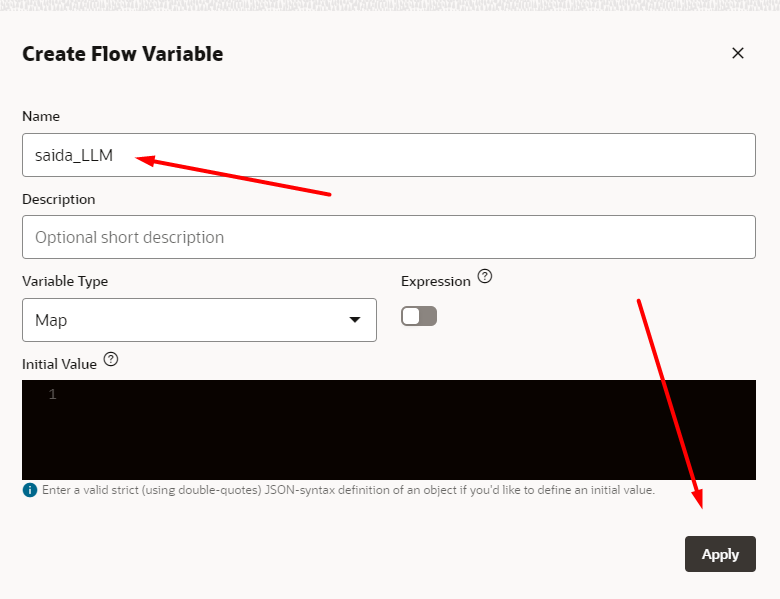 Create Flow Variable
Name
saida_LLM
Description
Optional short description
Variable Type
Expression
Map
Initial Value
1
Enter a valid strict (using double-quotes) JSON-syntax definition of an object if you'd like to define an initial value.
Apply